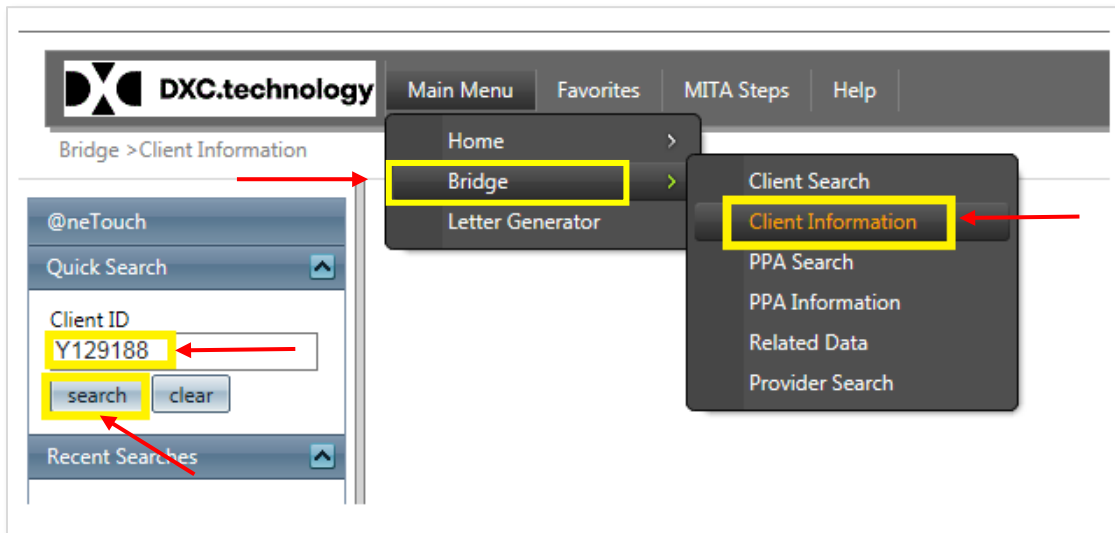 DXC.technology
Main Menu
Favorites
MITA Steps
Help
Bridge >Client Information
Home
Bridge
Letter Generator
Client Search
Client Information
PPA Search
PPA Information
Related Data
Provider Search
@neTouch
Quick Search
Client ID
Y129188
search
clear
Recent Searches